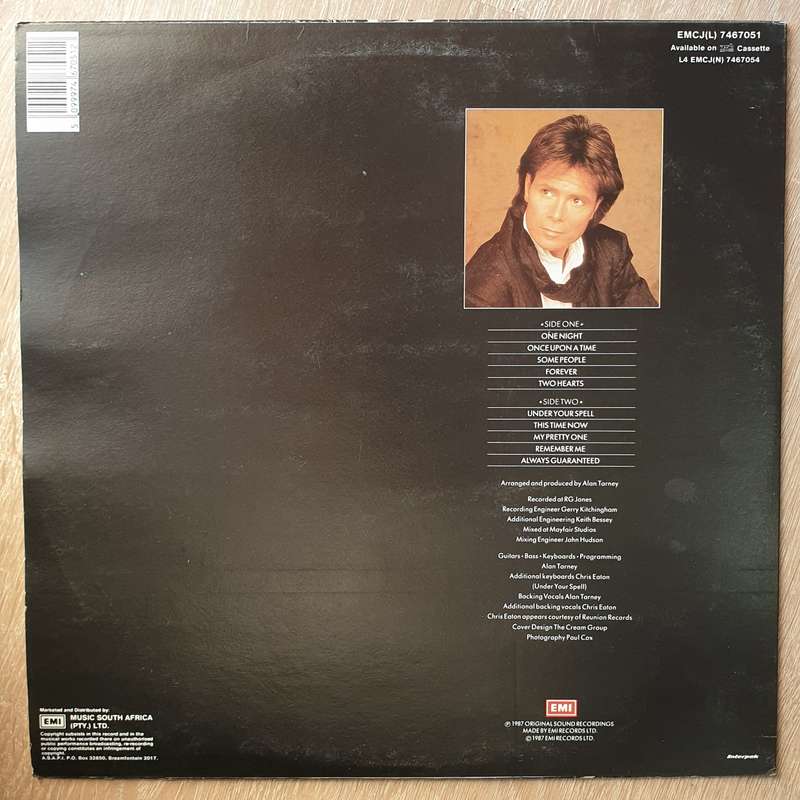 5 099974 670512
EMCJ(L) 7467051
Available on Cassette
L4 EMCJ(N) 7467054
•SIDE ONE•
ONE NIGHT
ONCE UPON A TIME
SOME PEOPLE
FOREVER
TWO HEARTS
•SIDE TWO•
UNDER YOUR SPELL
THIS TIME NOW
MY PRETTY ONE
REMEMBER ME
ALWAYS GUARANTEED
Arranged and produced by Alan Tarney
Recorded at RG Jones
Recording Engineer Gerry Kitchingham
Additional Engineering Keith Bessey
Mixed at Mayfair Studios
Mixing Engineer John Hudson
Guitars • Bass • Keyboards • Programming
Alan Tarney
Additional keyboards Chris Eaton
(Under Your Spell)
Backing Vocals Alan Tarney
Additional backing vocals Chris Eaton
Chris Eaton appears courtesy of Reunion Records
Cover Design The Cream Group
Photography Paul Cox
EMI
℗ 1987 ORIGINAL SOUND RECORDINGS
MADE BY EMI RECORDS LTD.
© 1987 EMI RECORDS LTD.
Marketed and Distributed by:
EMI MUSIC SOUTH AFRICA
(PTY.) LTD.
Copyright subsists in this record and in the
musical works recorded there on unauthorised
public performance broadcasting, re-recording
or copying constitutes an infringement of
copyright.
A.S.A.P.I. P.O. Box 32850, Braamfontein 2017.
Interpak